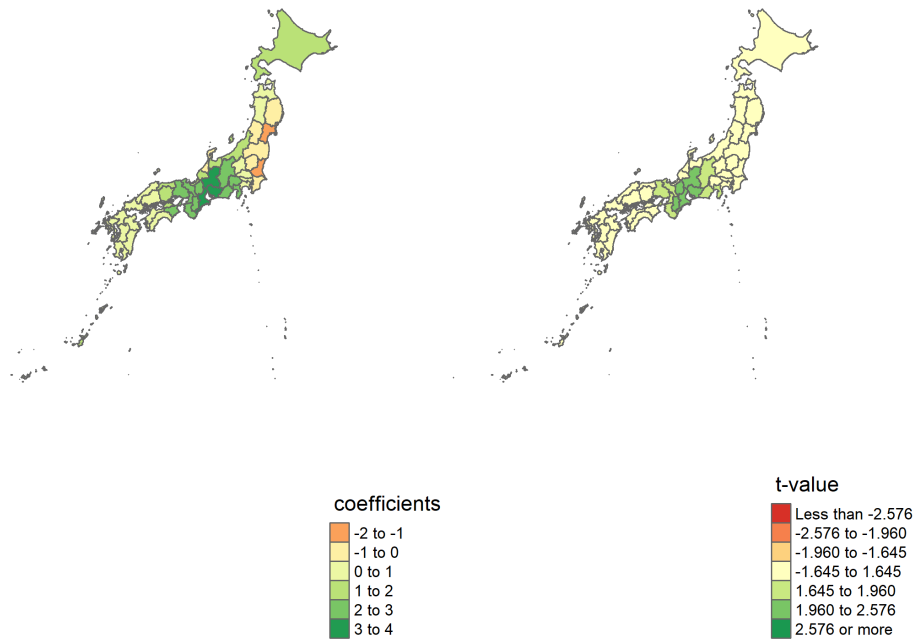 coefficients
-2 to -1
-1 to 0
0 to 1
1 to 2
2 to 3
3 to 4
t-value
Less than -2.576
-2.576 to -1.960
-1.960 to -1.645
-1.645 to 1.645
1.645 to 1.960
1.960 to 2.576
2.576 or more